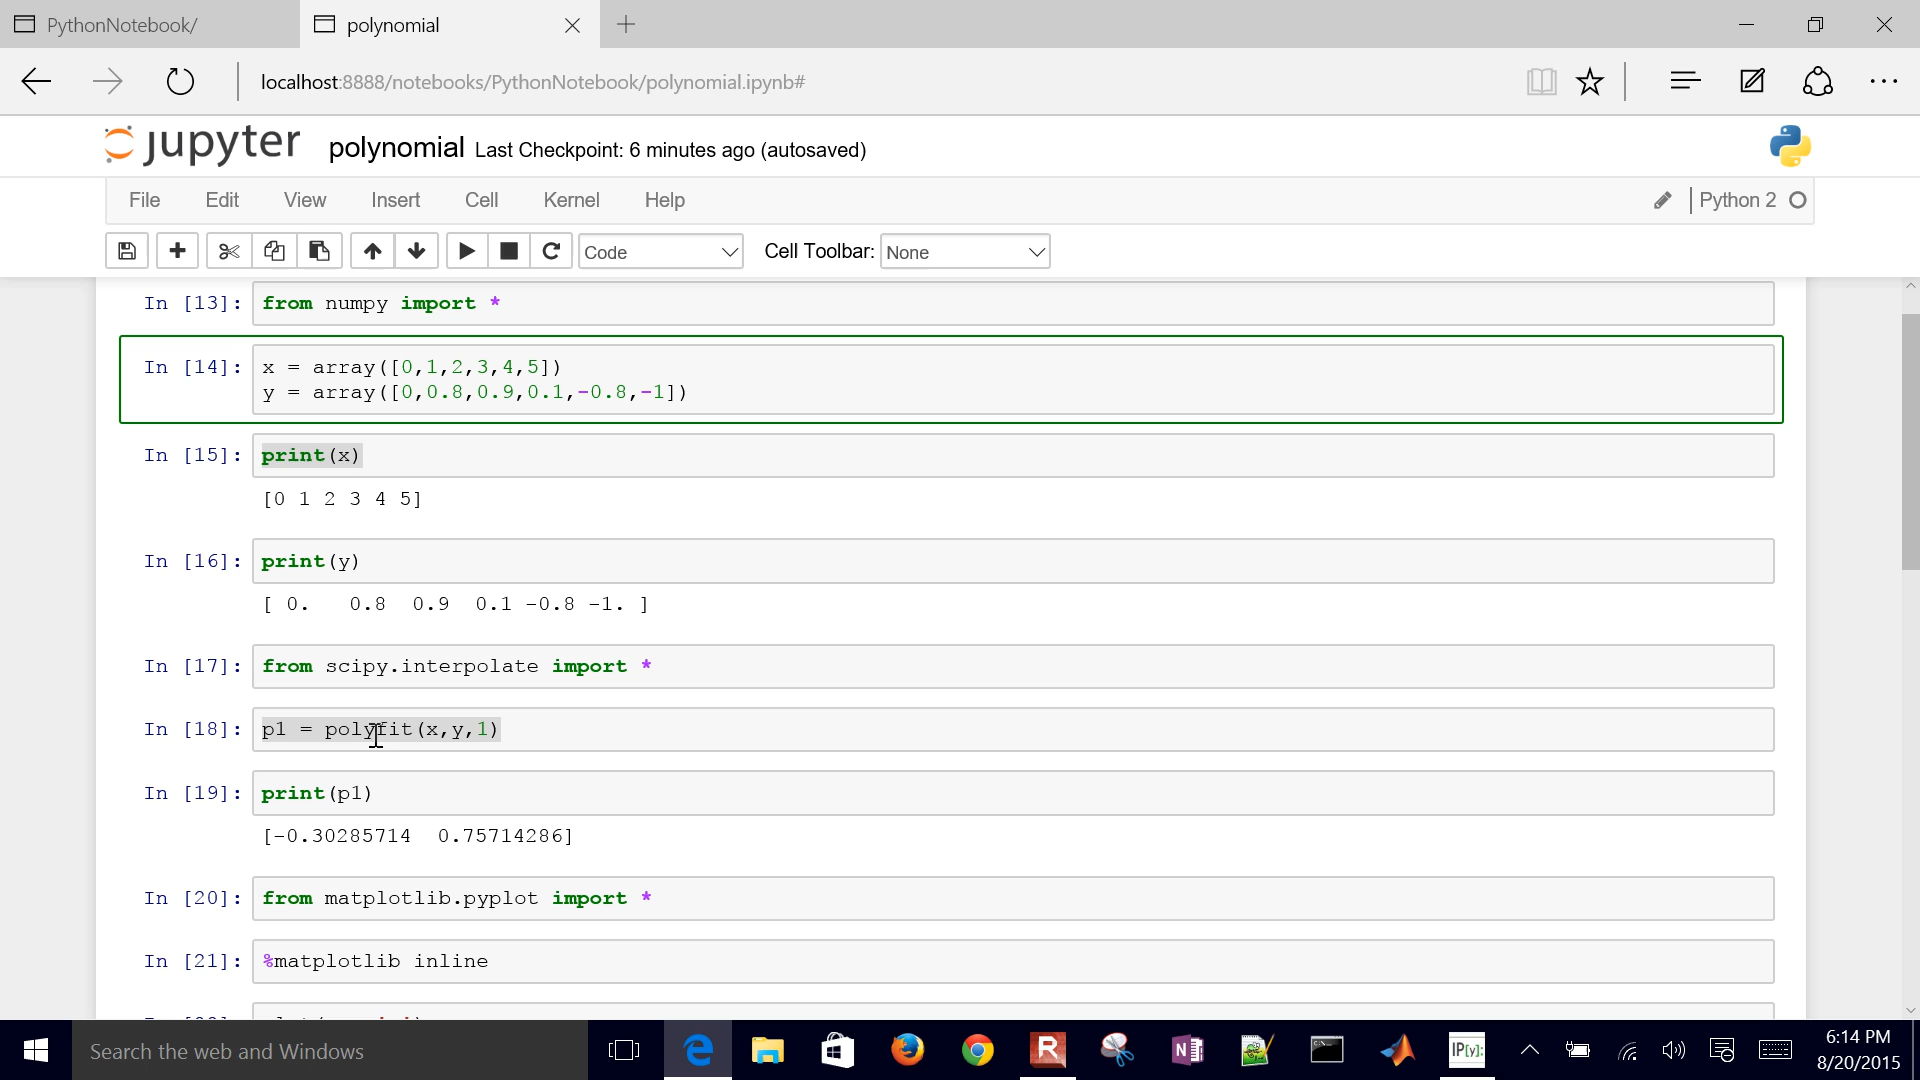 PythonNotebook/
polynomial
localhost:8888/notebooks/PythonNotebook/polynomial.ipynb#
jupyter polynomial Last Checkpoint: 6 minutes ago (autosaved)
File Edit View Insert Cell Kernel Help Python 2
Code Cell Toolbar: None
In [13]: from numpy import *
In [14]: x = array([0,1,2,3,4,5])
y = array([0,0.8,0.9,0.1,-0.8,-1])
In [15]: print(x)
[0 1 2 3 4 5]
In [16]: print(y)
[ 0.   0.8  0.9  0.1 -0.8 -1. ]
In [17]: from scipy.interpolate import *
In [18]: p1 = polyfit(x,y,1)
In [19]: print(p1)
[-0.30285714  0.75714286]
In [20]: from matplotlib.pyplot import *
In [21]: %matplotlib inline
Search the web and Windows
R
N
IP[y]:
6:14 PM
8/20/2015